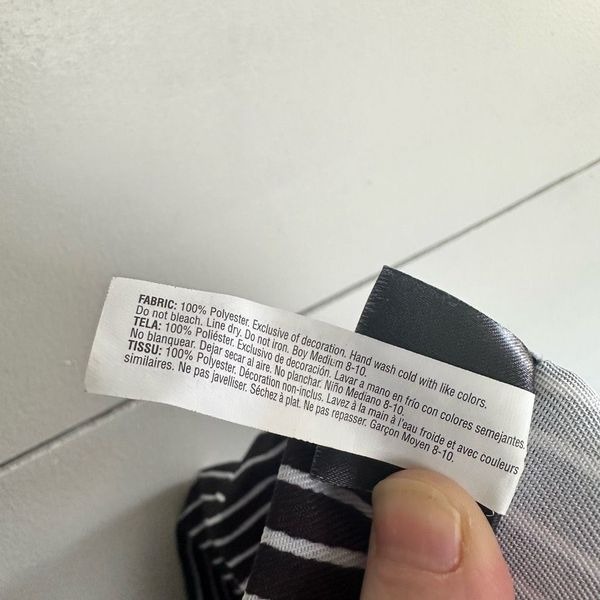 FABRIC: 100% Polyester. Exclusive of decoration. Hand wash cold with like colors.
Do not bleach. Line dry. Do not iron. Boy Medium 8-10.
TELA: 100% Poliéster. Exclusivo de decoración. Lavar a mano en frío con colores semejantes.
No blanquear. Dejar secar al aire. No planchar. Niño Mediano 8-10.
TISSU: 100% Polyester. Décoration non-inclus. Lavez à la main à l'eau froide et avec couleurs
similaires. Ne pas javelliser. Séchez à plat. Ne pas repasser. Garçon Moyen 8-10.